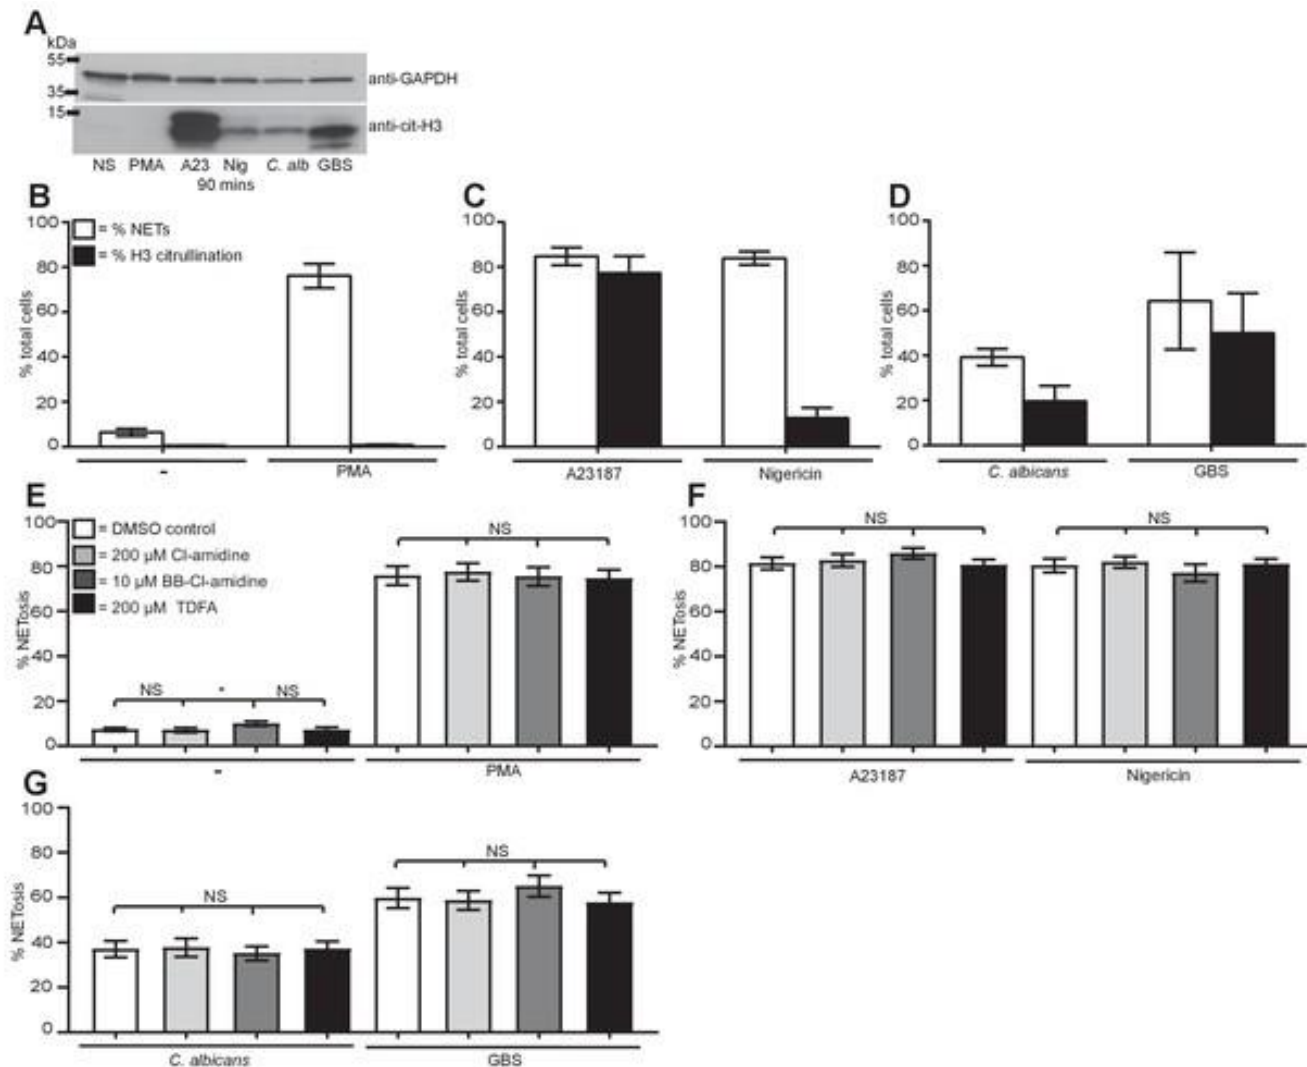 A
kDa
55
35
15
anti-GAPDH
anti-cit-H3
NS PMA A23 Nig C. alb GBS
90 mins
B
100
80
60
40
20
0
% total cells
= % NETs
= % H3 citrullination
- PMA
C
100
80
60
40
20
0
% total cells
A23187 Nigericin
D
100
80
60
40
20
0
% total cells
C. albicans GBS
E
100
80
60
40
20
0
% NETosis
= DMSO control
= 200 µM Cl-amidine
= 10 µM BB-Cl-amidine
= 200 µM TDFA
NS * NS
NS
- PMA
F
100
80
60
40
20
0
% NETosis
NS NS
A23187 Nigericin
G
100
80
60
40
20
0
% NETosis
NS
NS
C. albicans GBS